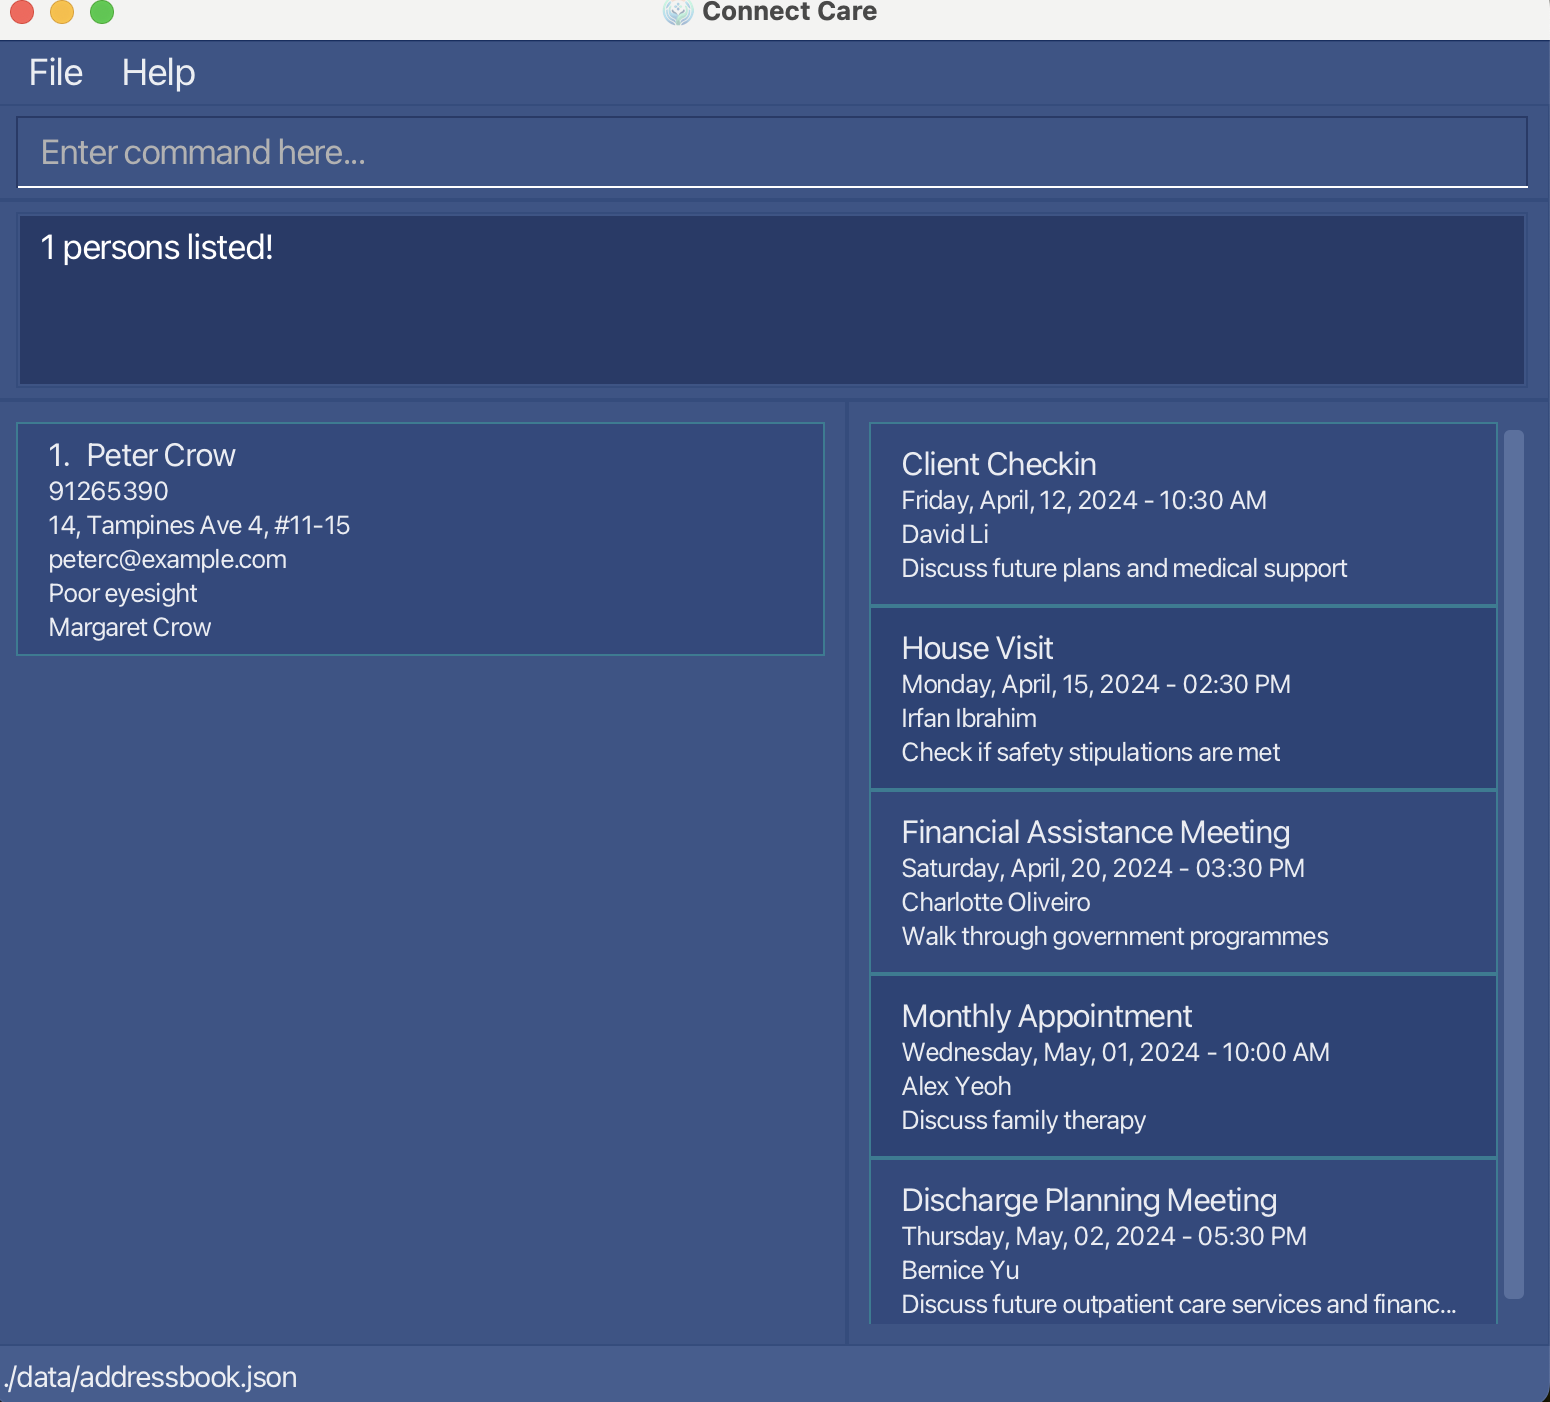 Connect Care
File Help
Enter command here...
1 persons listed!
1. Peter Crow
91265390
14, Tampines Ave 4, #11-15
peterc@example.com
Poor eyesight
Margaret Crow
Client Checkin
Friday, April, 12, 2024 - 10:30 AM
David Li
Discuss future plans and medical support
House Visit
Monday, April, 15, 2024 - 02:30 PM
Irfan Ibrahim
Check if safety stipulations are met
Financial Assistance Meeting
Saturday, April, 20, 2024 - 03:30 PM
Charlotte Oliveiro
Walk through government programmes
Monthly Appointment
Wednesday, May, 01, 2024 - 10:00 AM
Alex Yeoh
Discuss family therapy
Discharge Planning Meeting
Thursday, May, 02, 2024 - 05:30 PM
Bernice Yu
Discuss future outpatient care services and financ...
./data/addressbook.json